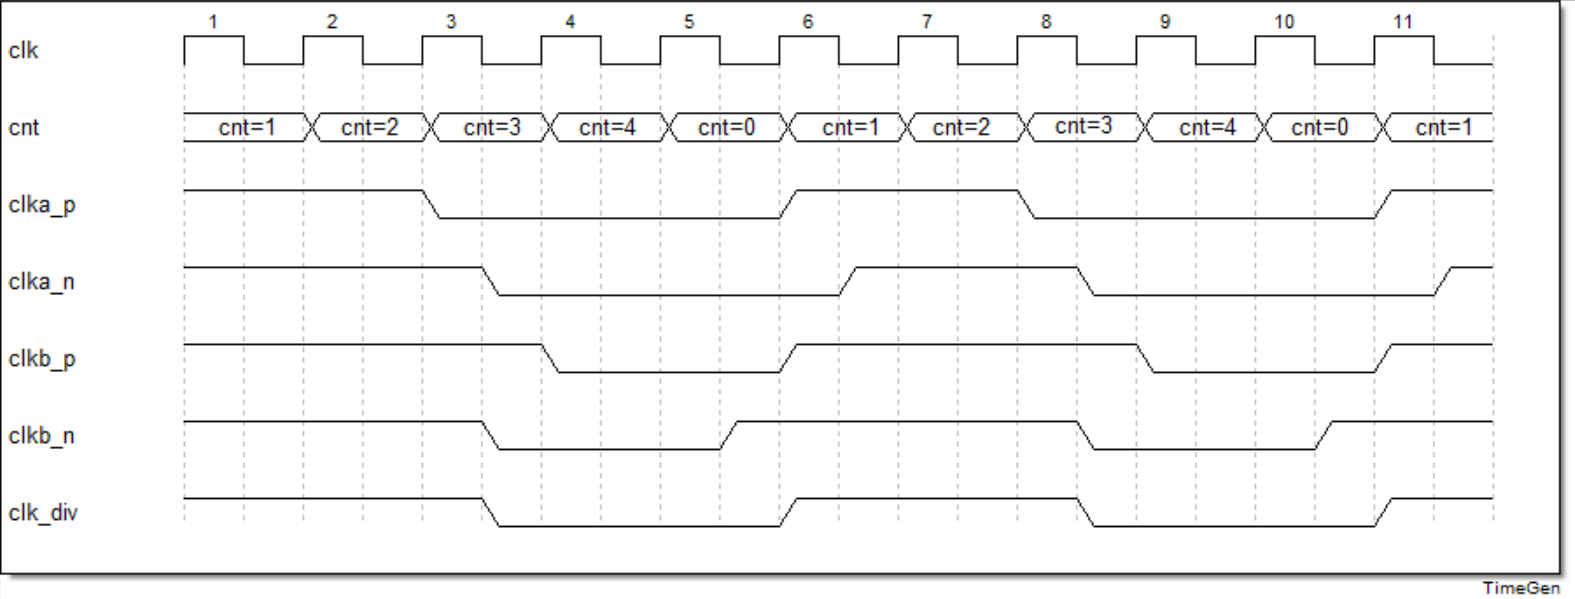 1 2 3 4 5 6 7 8 9 10 11
clk
cnt cnt=1 cnt=2 cnt=3 cnt=4 cnt=0 cnt=1 cnt=2 cnt=3 cnt=4 cnt=0 cnt=1
clka_p
clka_n
clkb_p
clkb_n
clk_div
TimeGen